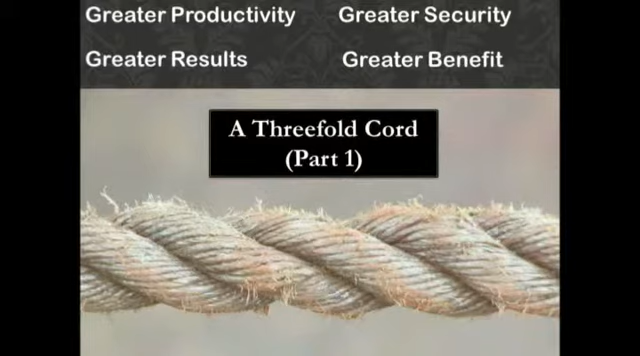 Greater Productivity Greater Security
Greater Results Greater Benefit
A Threefold Cord
(Part 1)